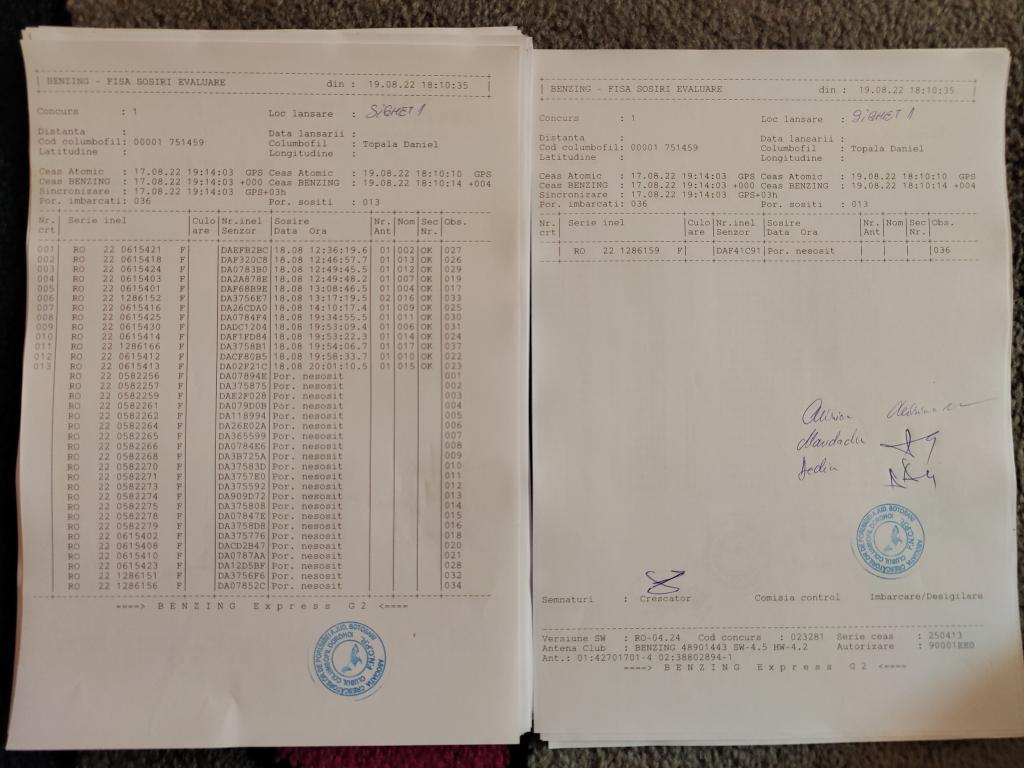 BENZING - FISA SOSIRI EVALUARE din : 19.08.22 18:10:35
Concurs : 1 Loc lansare : SIGHET 1
Distanta : Data lansarii :
Cod columbofil: 00001 751459 Columbofil : Topala Daniel
Latitudine : Longitudine :
Ceas Atomic : 17.08.22 19:14:03 GPS Ceas Atomic : 19.08.22 18:10:10 GPS
Ceas BENZING : 17.08.22 19:14:03 +000 Ceas BENZING : 19.08.22 18:10:14 +004
Sincronizare : 17.08.22 19:14:03 GPS+03h
Por. imbarcati: 036 Por. sositi : 013
Nr. Serie inel Culo Nr.inel Sosire Nr. Nom Sec Obs.
crt are Senzor Data Ora Ant Nr.
001 RO 22 0615421 F DAEFB2BC 18.08 12:36:19.6 01 002 OK 027
002 RO 22 0615418 F DAF320C8 18.08 12:46:57.7 01 013 OK 026
003 RO 22 0615424 F DA0783B0 18.08 12:49:45.5 01 012 OK 029
004 RO 22 0615403 F DA2A878E 18.08 12:49:48.2 01 007 OK 019
005 RO 22 0615401 F DAF68B9E 18.08 13:08:46.5 01 004 OK 017
006 RO 22 1286152 F DA3756E7 18.08 13:17:19.5 02 016 OK 033
007 RO 22 0615416 F DA26CDA0 18.08 14:10:17.4 01 009 OK 025
008 RO 22 0615425 F DA0784F4 18.08 19:34:55.5 01 011 OK 030
009 RO 22 0615430 F DADC1204 18.08 19:53:09.4 01 006 OK 031
010 RO 22 0615414 F DAF1FD84 18.08 19:53:22.3 01 014 OK 024
011 RO 22 1286166 F DA3758B1 18.08 19:54:06.7 01 017 OK 037
012 RO 22 0615412 F DACF80B5 18.08 19:58:33.7 01 010 OK 022
013 RO 22 0615413 F DA02F21C 18.08 20:01:10.5 01 015 OK 023
RO 22 0582256 F DA07894E Por. nesosit 001
RO 22 0582257 F DA375875 Por. nesosit 002
RO 22 0582259 F DAE2F028 Por. nesosit 003
RO 22 0582261 F DA079D0B Por. nesosit 004
RO 22 0582262 F DA118994 Por. nesosit 005
RO 22 0582264 F DA26E02A Por. nesosit 006
RO 22 0582265 F DA365599 Por. nesosit 007
RO 22 0582266 F DA0784E6 Por. nesosit 008
RO 22 0582268 F DA3B725A Por. nesosit 009
RO 22 0582270 F DA37583D Por. nesosit 010
RO 22 0582271 F DA3757E0 Por. nesosit 011
RO 22 0582273 F DA375592 Por. nesosit 012
RO 22 0582274 F DA909D72 Por. nesosit 013
RO 22 0582275 F DA375808 Por. nesosit 014
RO 22 0582278 F DA07847E Por. nesosit 015
RO 22 0582279 F DA3758D8 Por. nesosit 016
RO 22 0615402 F DA375776 Por. nesosit 018
RO 22 0615408 F DACD2B47 Por. nesosit 020
RO 22 0615410 F DA0787AA Por. nesosit 021
RO 22 0615423 F DA12D5BF Por. nesosit 028
RO 22 1286151 F DA3756F6 Por. nesosit 032
RO 22 1286156 F DA07852C Por. nesosit 034
====> BENZING Express G2 <====
BENZING - FISA SOSIRI EVALUARE din : 19.08.22 18:10:35
Concurs : 1 Loc lansare : SIGHET 1
Distanta : Data lansarii :
Cod columbofil: 00001 751459 Columbofil : Topala Daniel
Latitudine : Longitudine :
Ceas Atomic : 17.08.22 19:14:03 GPS Ceas Atomic : 19.08.22 18:10:10 GPS
Ceas BENZING : 17.08.22 19:14:03 +000 Ceas BENZING : 19.08.22 18:10:14 +004
Sincronizare : 17.08.22 19:14:03 GPS+03h
Por. imbarcati: 036 Por. sositi : 013
Nr. Serie inel Culo Nr.inel Sosire Nr. Nom Sec Obs.
crt are Senzor Data Ora Ant Nr.
RO 22 1286159 F DAF41C91 Por. nesosit 036
Semnaturi : Crescator Comisia control Imbarcare/Desigilare
Versiune SW : RO-04.24 Cod concurs : 023281 Serie ceas : 250413
Antena Club : BENZING 48901443 SW-4.5 HW-4.2 Autorizare : 90001EE0
Ant.: 01:42701701-4 02:38802894-1
====> BENZING Express G2 <====